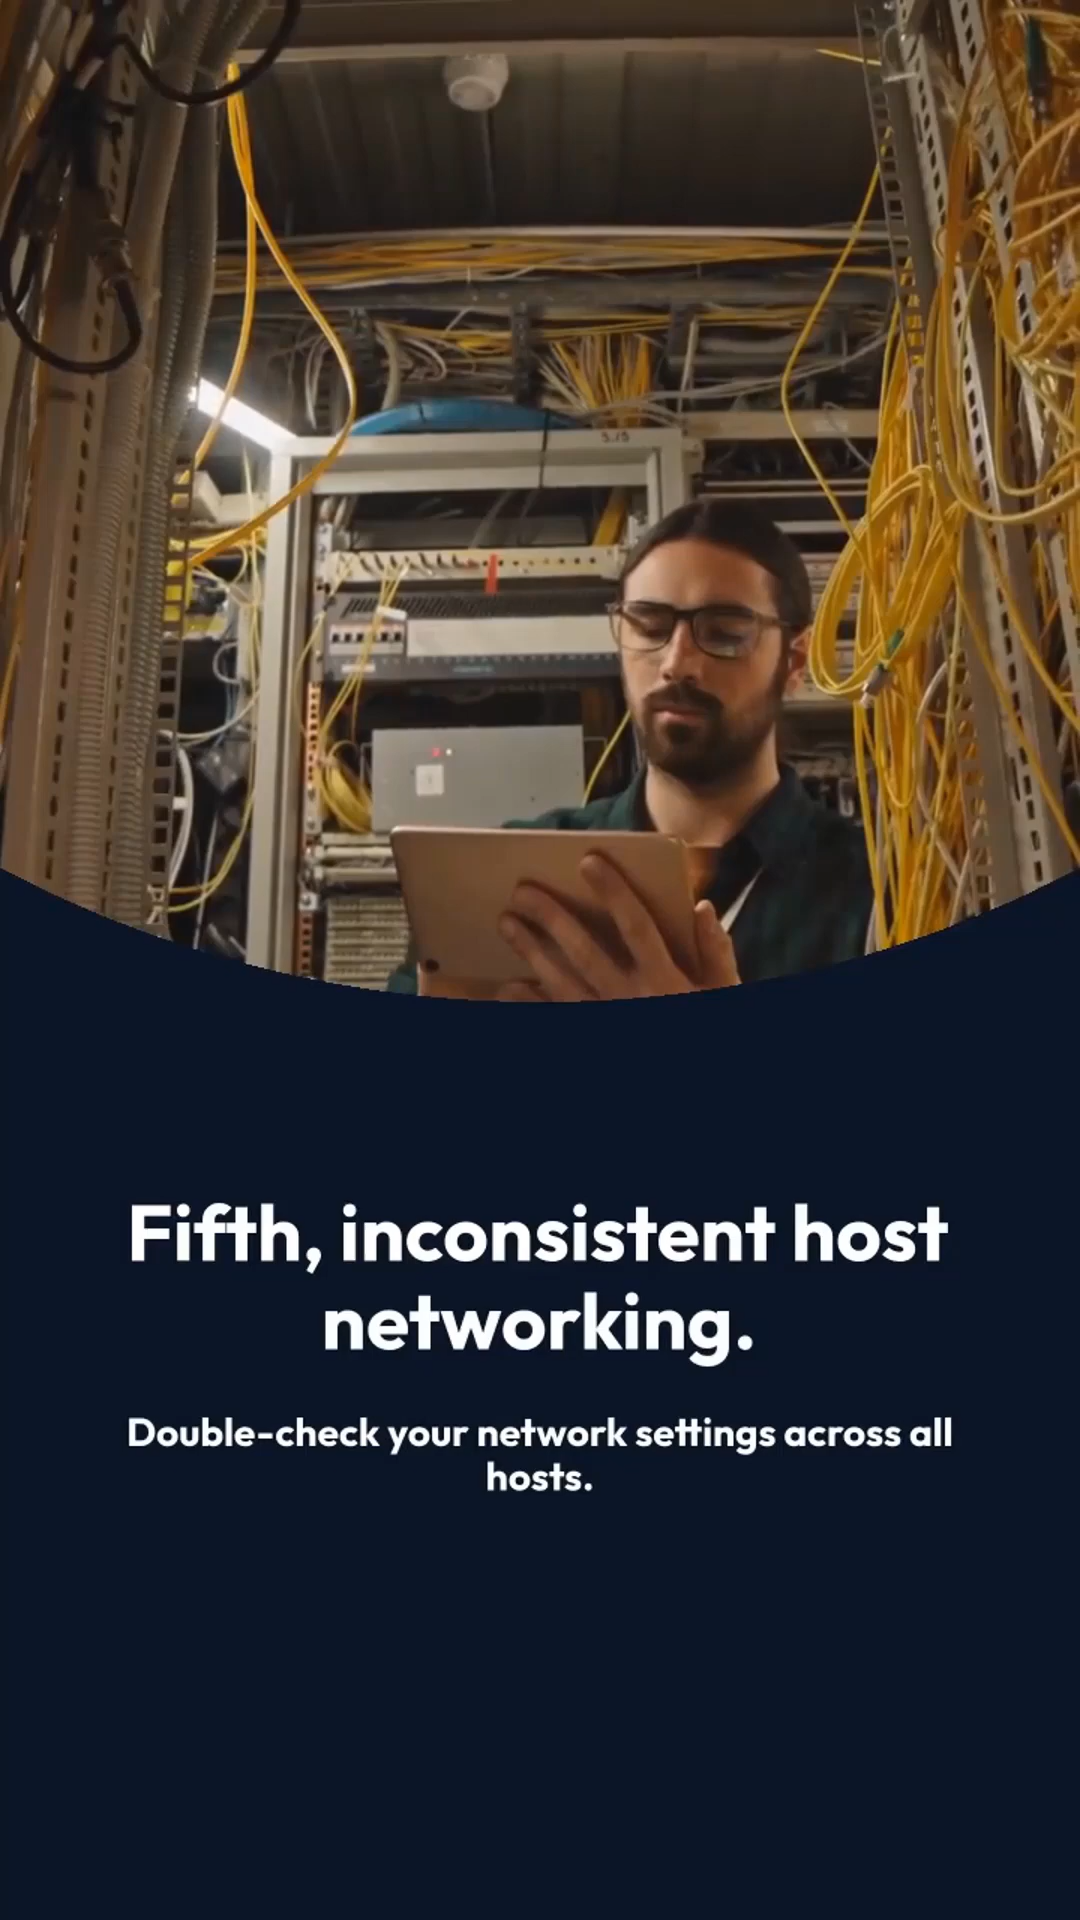 Fifth, inconsistent host
networking.
Double-check your network settings across all
hosts.